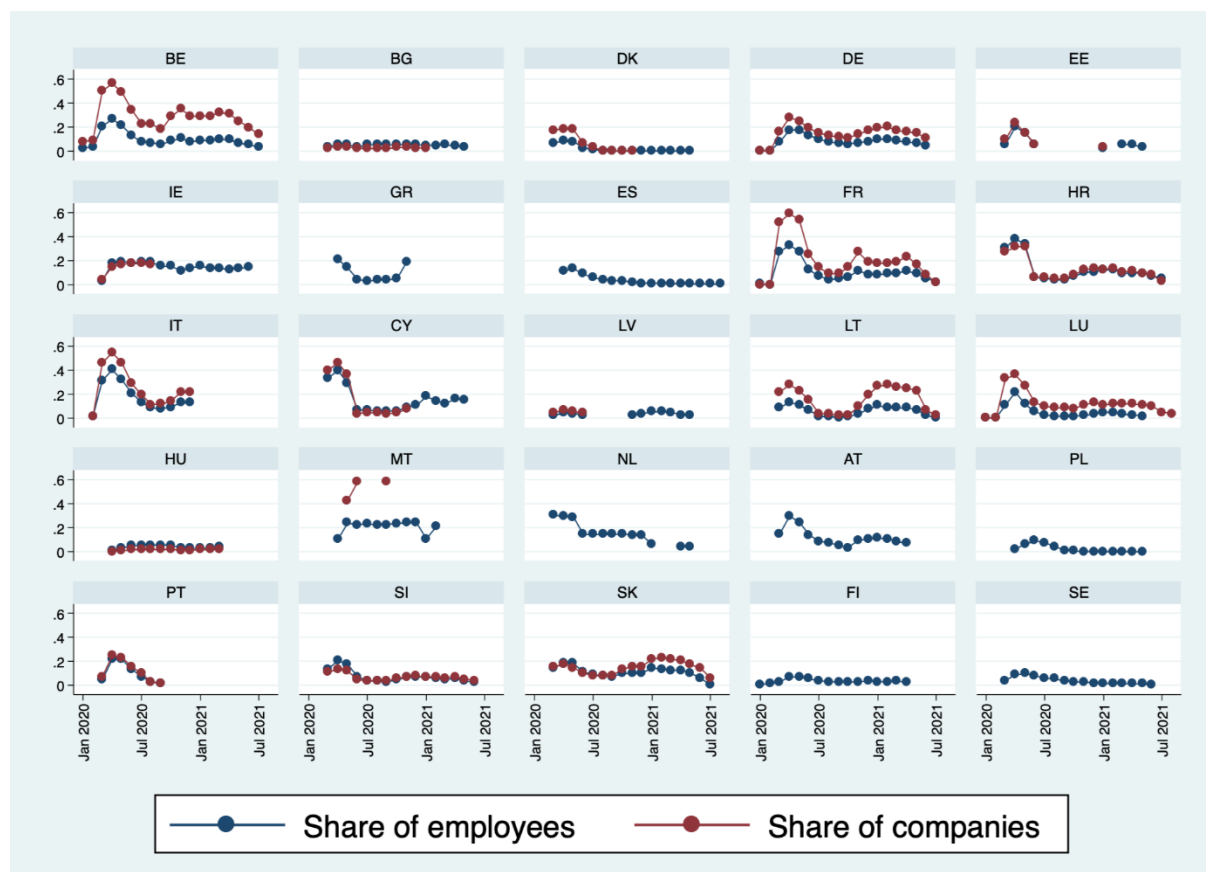 BE BG DK DE EE
.6
.4
.2
0
IE GR ES FR HR
.6
.4
.2
0
IT CY LV LT LU
.6
.4
.2
0
HU MT NL AT PL
.6
.4
.2
0
PT SI SK FI SE
.6
.4
.2
0
Jan 2020 Jul 2020 Jan 2021 Jul 2021 Jan 2020 Jul 2020 Jan 2021 Jul 2021 Jan 2020 Jul 2020 Jan 2021 Jul 2021 Jan 2020 Jul 2020 Jan 2021 Jul 2021 Jan 2020 Jul 2020 Jan 2021 Jul 2021
Share of employees Share of companies